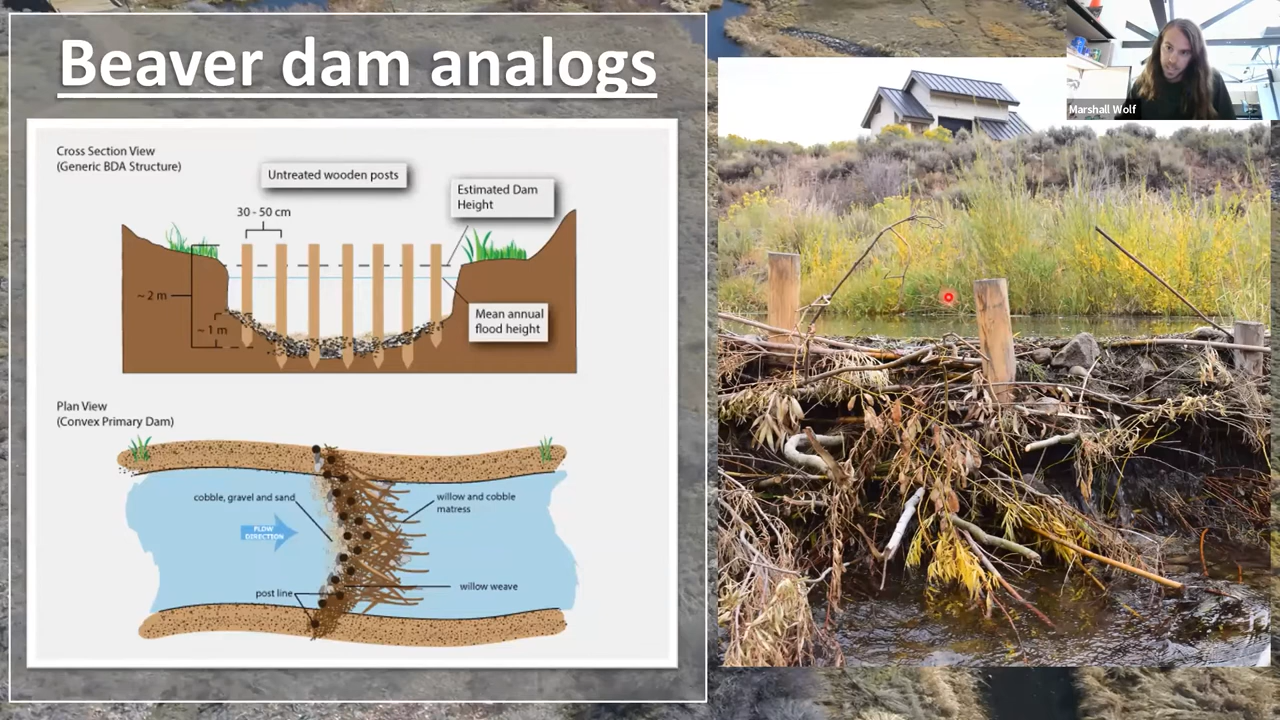 Beaver dam analogs
Cross Section View
(Generic BDA Structure)
Untreated wooden posts
Estimated Dam
Height
30 - 50 cm
~ 2 m
~ 1 m
Mean annual
flood height
Plan View
(Convex Primary Dam)
cobble, gravel and sand
willow and cobble
matress
FLOW
DIRECTION
post line
willow weave
Marshall Wolf